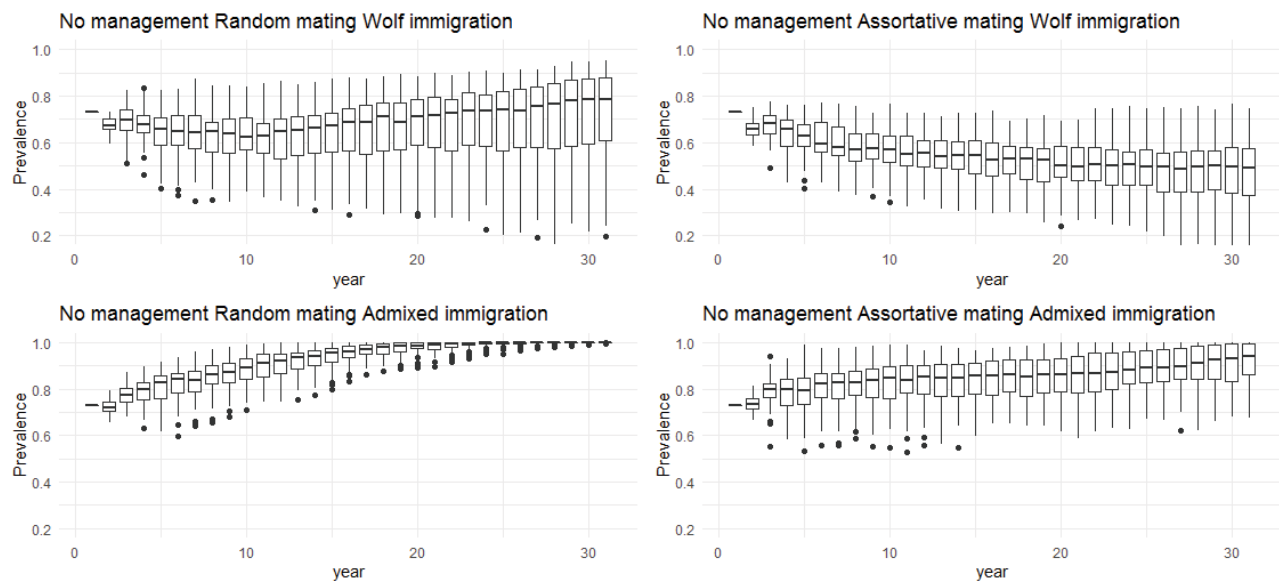 No management Random mating Wolf immigration
1.0
0.8
0.6
0.4
0.2
Prevalence
0 10 20 30
year
No management Assortative mating Wolf immigration
1.0
0.8
0.6
0.4
0.2
Prevalence
0 10 20 30
year
No management Random mating Admixed immigration
1.0
0.8
0.6
0.4
0.2
Prevalence
0 10 20 30
year
No management Assortative mating Admixed immigration
1.0
0.8
0.6
0.4
0.2
Prevalence
0 10 20 30
year